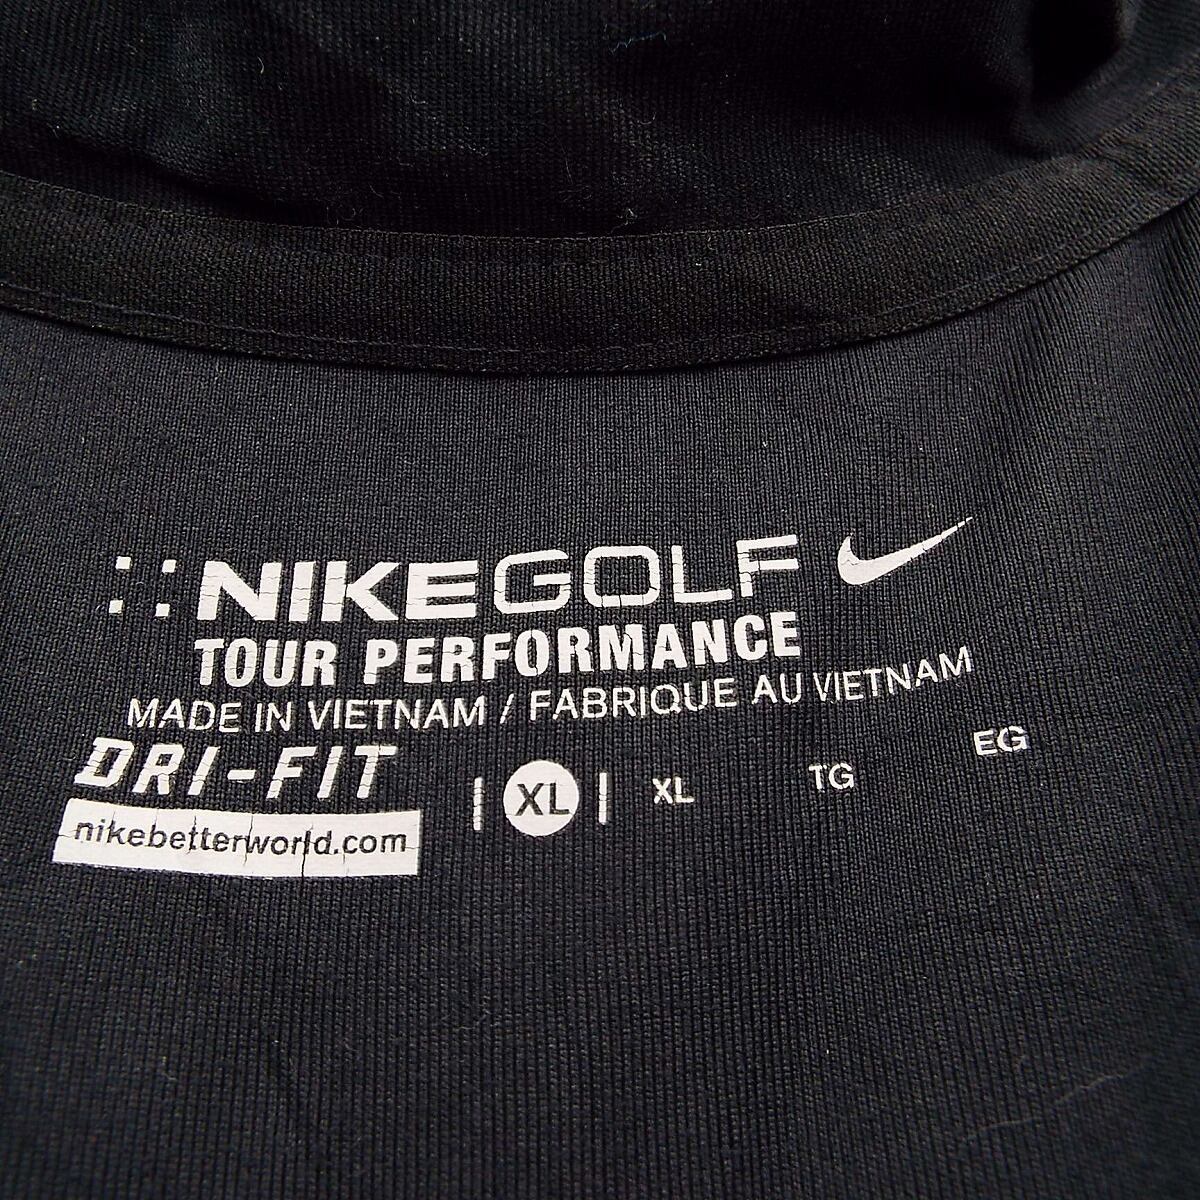 NIKEGOLF
TOUR PERFORMANCE
MADE IN VIETNAM / FABRIQUE AU VIETNAM
DRI-FIT
| XL | XL TG EG
nikebetterworld.com